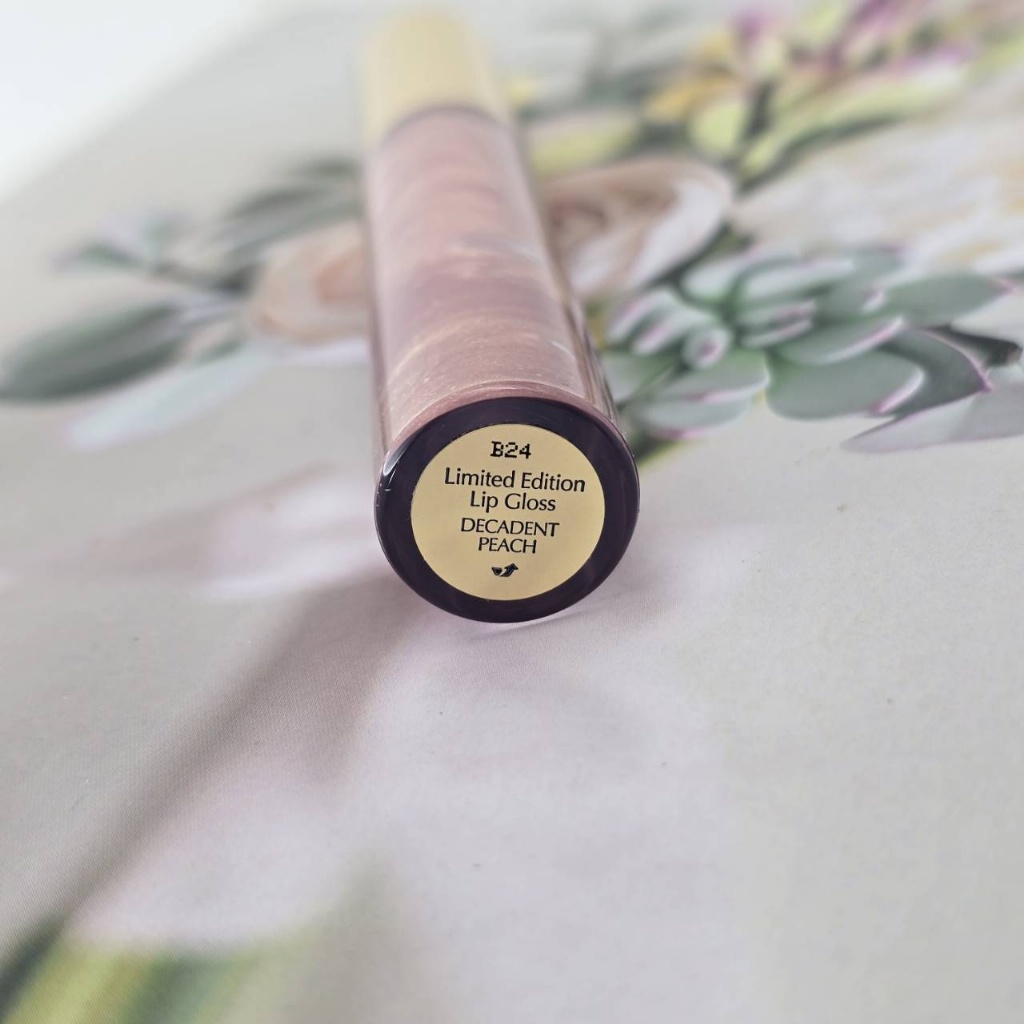 B24
Limited Edition
Lip Gloss
DECADENT
PEACH